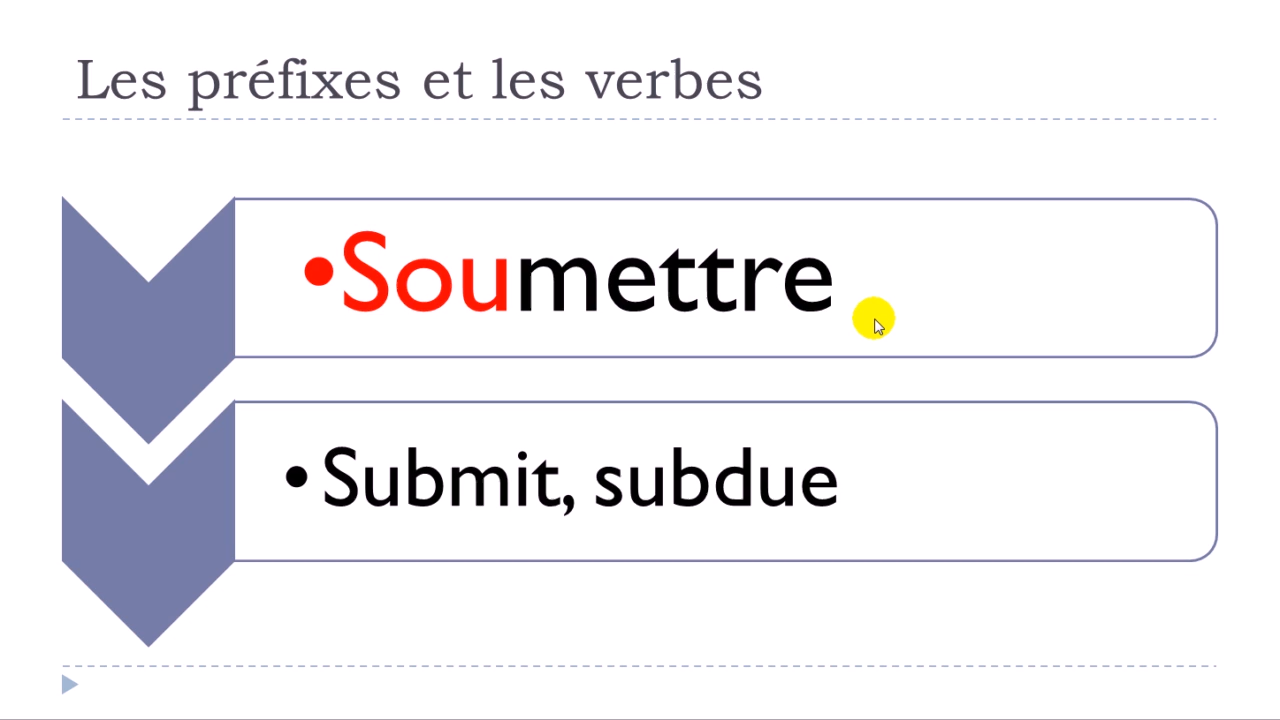 Les préfixes et les verbes
•Soumettre
• Submit, subdue